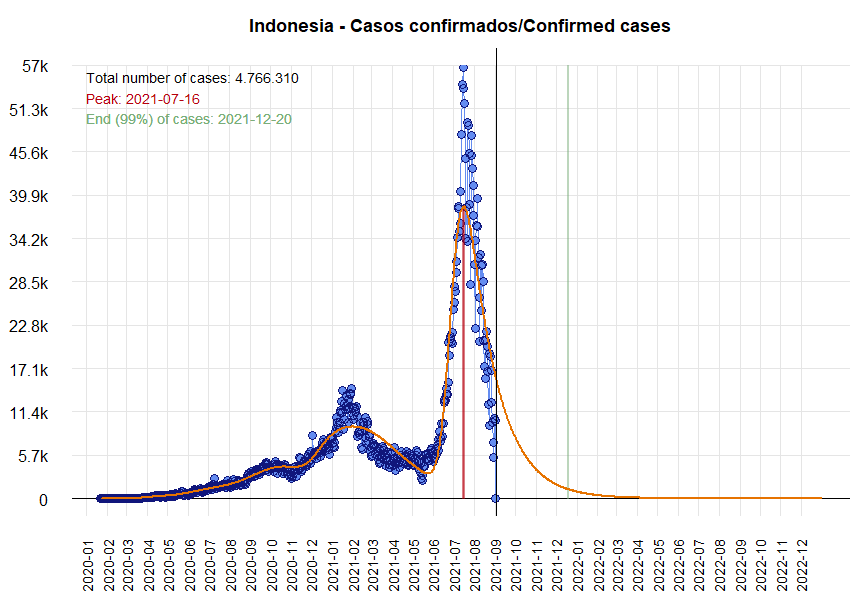 Indonesia - Casos confirmados/Confirmed cases
57k
Total number of cases: 4.766.310
Peak: 2021-07-16
End (99%) of cases: 2021-12-20
51.3k
45.6k
39.9k
34.2k
28.5k
22.8k
17.1k
11.4k
5.7k
0
2020-01
2020-02
2020-03
2020-04
2020-05
2020-06
2020-07
2020-08
2020-09
2020-10
2020-11
2020-12
2021-01
2021-02
2021-03
2021-04
2021-05
2021-06
2021-07
2021-08
2021-09
2021-10
2021-11
2021-12
2022-01
2022-02
2022-03
2022-04
2022-05
2022-06
2022-07
2022-08
2022-09
2022-10
2022-11
2022-12